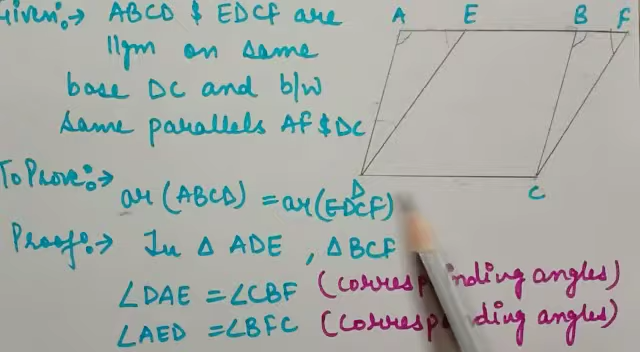 Given:→ ABCD $ EDCF are
||gm on same
base DC and b/w
same parallels AF $ DC
A E B F
D C
To Prove:→
ar (ABCD) = ar(EDCF)
Proof:→ In Δ ADE , Δ BCF
∠DAE = ∠CBF (corresponding angles)
∠AED = ∠BFC (corresponding angles)